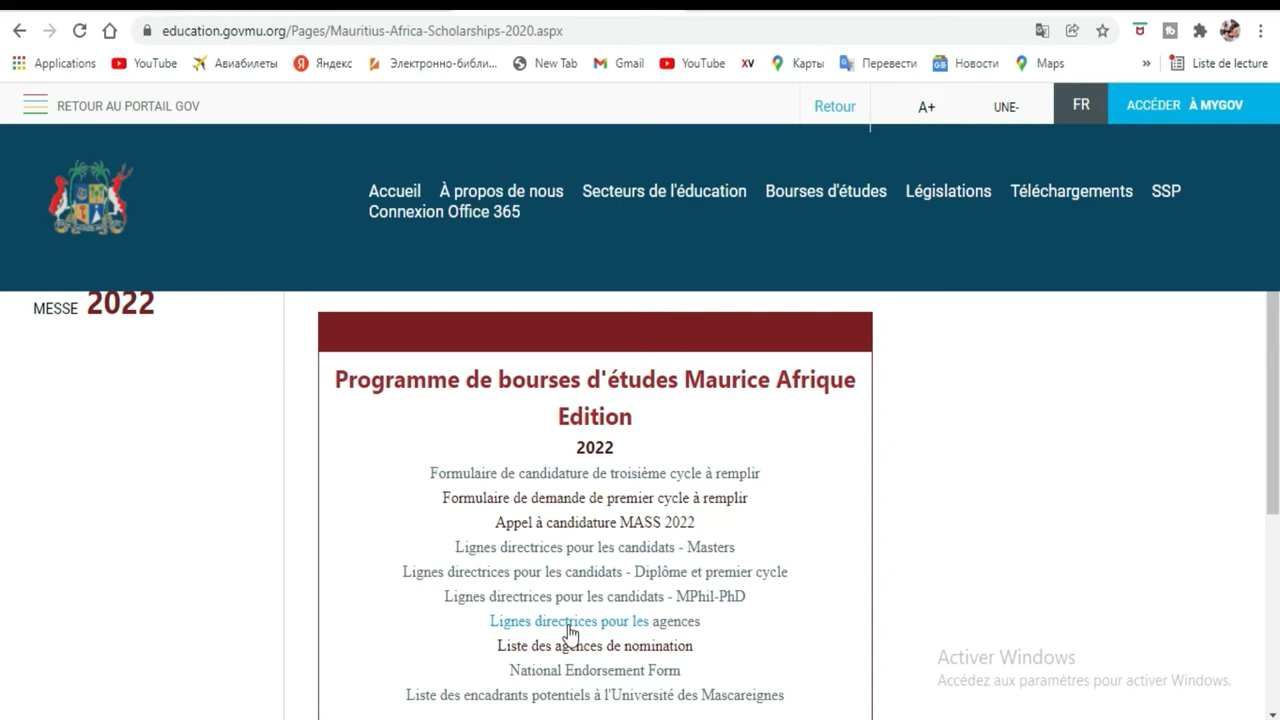 education.govmu.org/Pages/Mauritius-Africa-Scholarships-2020.aspx
Applications YouTube Авиабилеты Яндекс Электронно-библи... New Tab Gmail YouTube XV Карты Перевести Новости Maps » Liste de lecture
RETOUR AU PORTAIL GOV Retour A+ UNE- FR ACCÉDER À MYGOV
Accueil À propos de nous Secteurs de l'éducation Bourses d'études Législations Téléchargements SSP
Connexion Office 365
MESSE 2022
Programme de bourses d'études Maurice Afrique
Edition
2022
Formulaire de candidature de troisième cycle à remplir
Formulaire de demande de premier cycle à remplir
Appel à candidature MASS 2022
Lignes directrices pour les candidats - Masters
Lignes directrices pour les candidats - Diplôme et premier cycle
Lignes directrices pour les candidats - MPhil-PhD
Lignes directrices pour les agences
Liste des agences de nomination
National Endorsement Form
Liste des encadrants potentiels à l'Université des Mascareignes
Activer Windows
Accédez aux paramètres pour activer Windows.